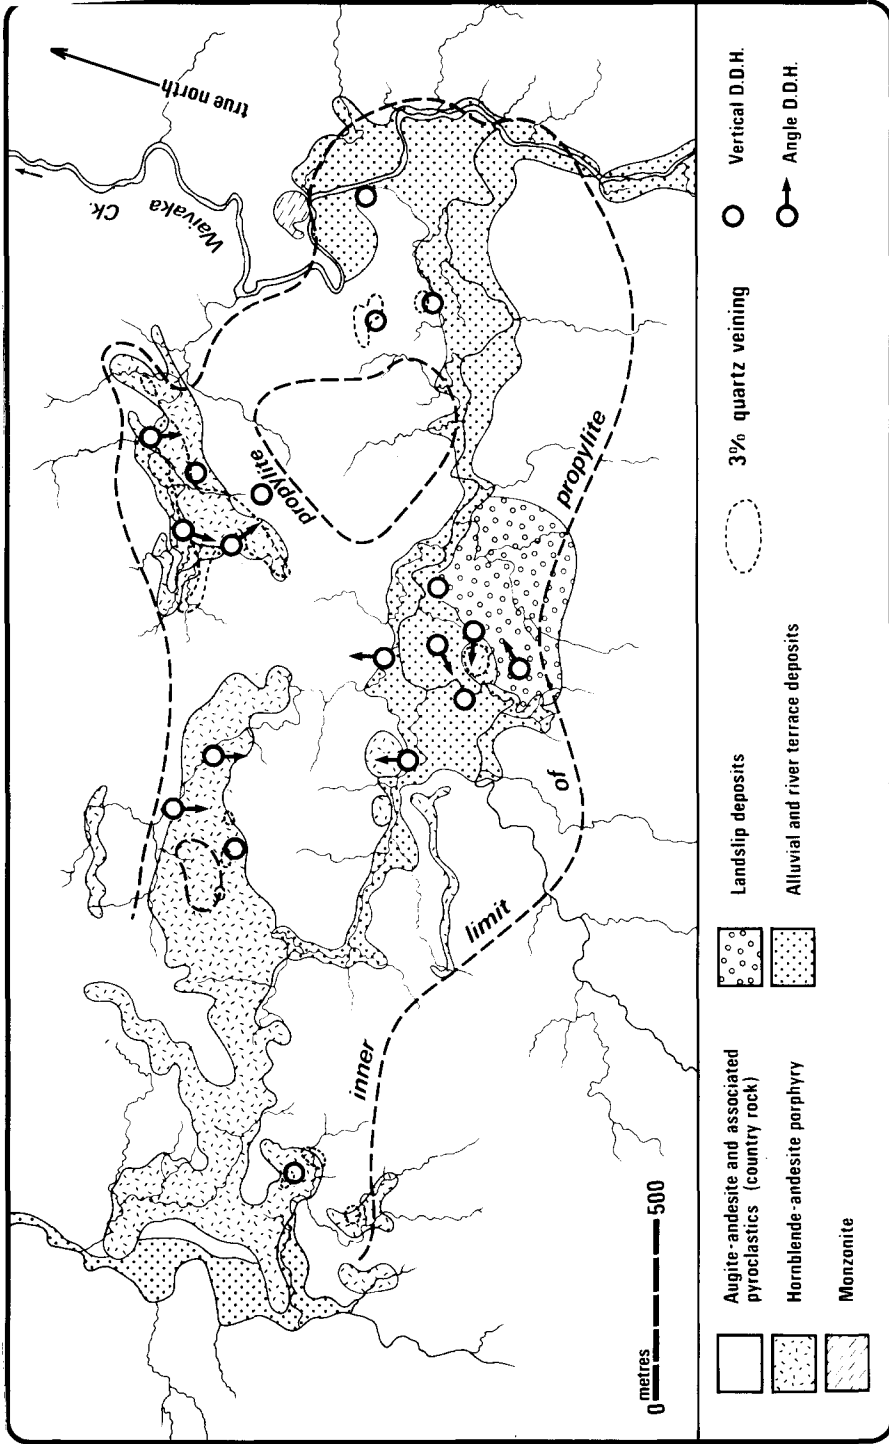 true north
Waivaka
Ck.
propylite
propylite
of
limit
inner
metres
0 500
Augite-andesite and associated
pyroclastics (country rock)
Hornblende-andesite porphyry
Monzonite
Landslip deposits
Alluvial and river terrace deposits
3% quartz veining
Vertical D.D.H.
Angle D.D.H.